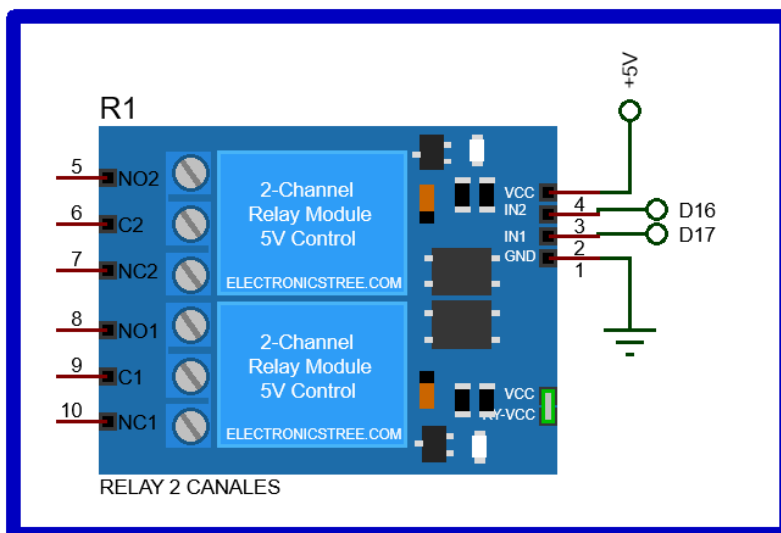 +5V
R1
5 NO2
6 C2
7 NC2
8 NO1
9 C1
10 NC1
2-Channel
Relay Module
5V Control
ELECTRONICSTREE.COM
2-Channel
Relay Module
5V Control
ELECTRONICSTREE.COM
VCC 4
IN2 3 D16
IN1 2 D17
GND 1
VCC
RY-VCC
RELAY 2 CANALES